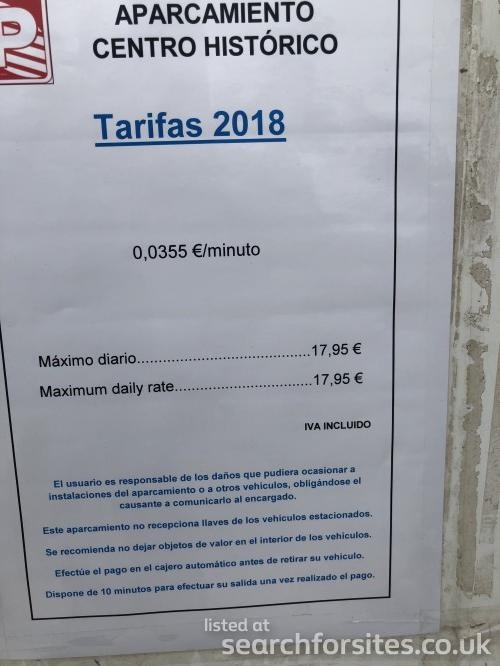 P
APARCAMIENTO
CENTRO HISTÓRICO
Tarifas 2018
0,0355 €/minuto
Máximo diario........................................17,95 €
Maximum daily rate................................17,95 €
IVA INCLUIDO
El usuario es responsable de los daños que pudiera ocasionar a
instalaciones del aparcamiento o a otros vehiculos, obligándose el
causante a comunicarlo al encargado.
Este aparcamiento no recepciona llaves de los vehículos estacionados.
Se recomienda no dejar objetos de valor en el interior de los vehículos.
Efectúe el pago en el cajero automático antes de retirar su vehículo.
Dispone de 10 minutos para efectuar su salida una vez realizado el pago.
listed at
searchforsites.co.uk